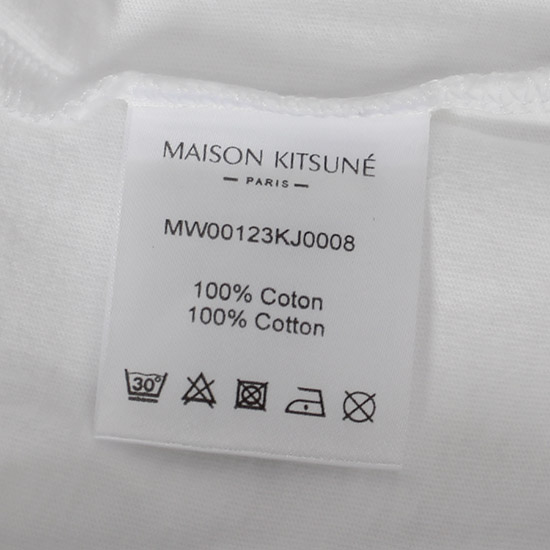 MAISON KITSUNÉ
PARIS
MW00123KJ0008
100% Coton
100% Cotton
30°